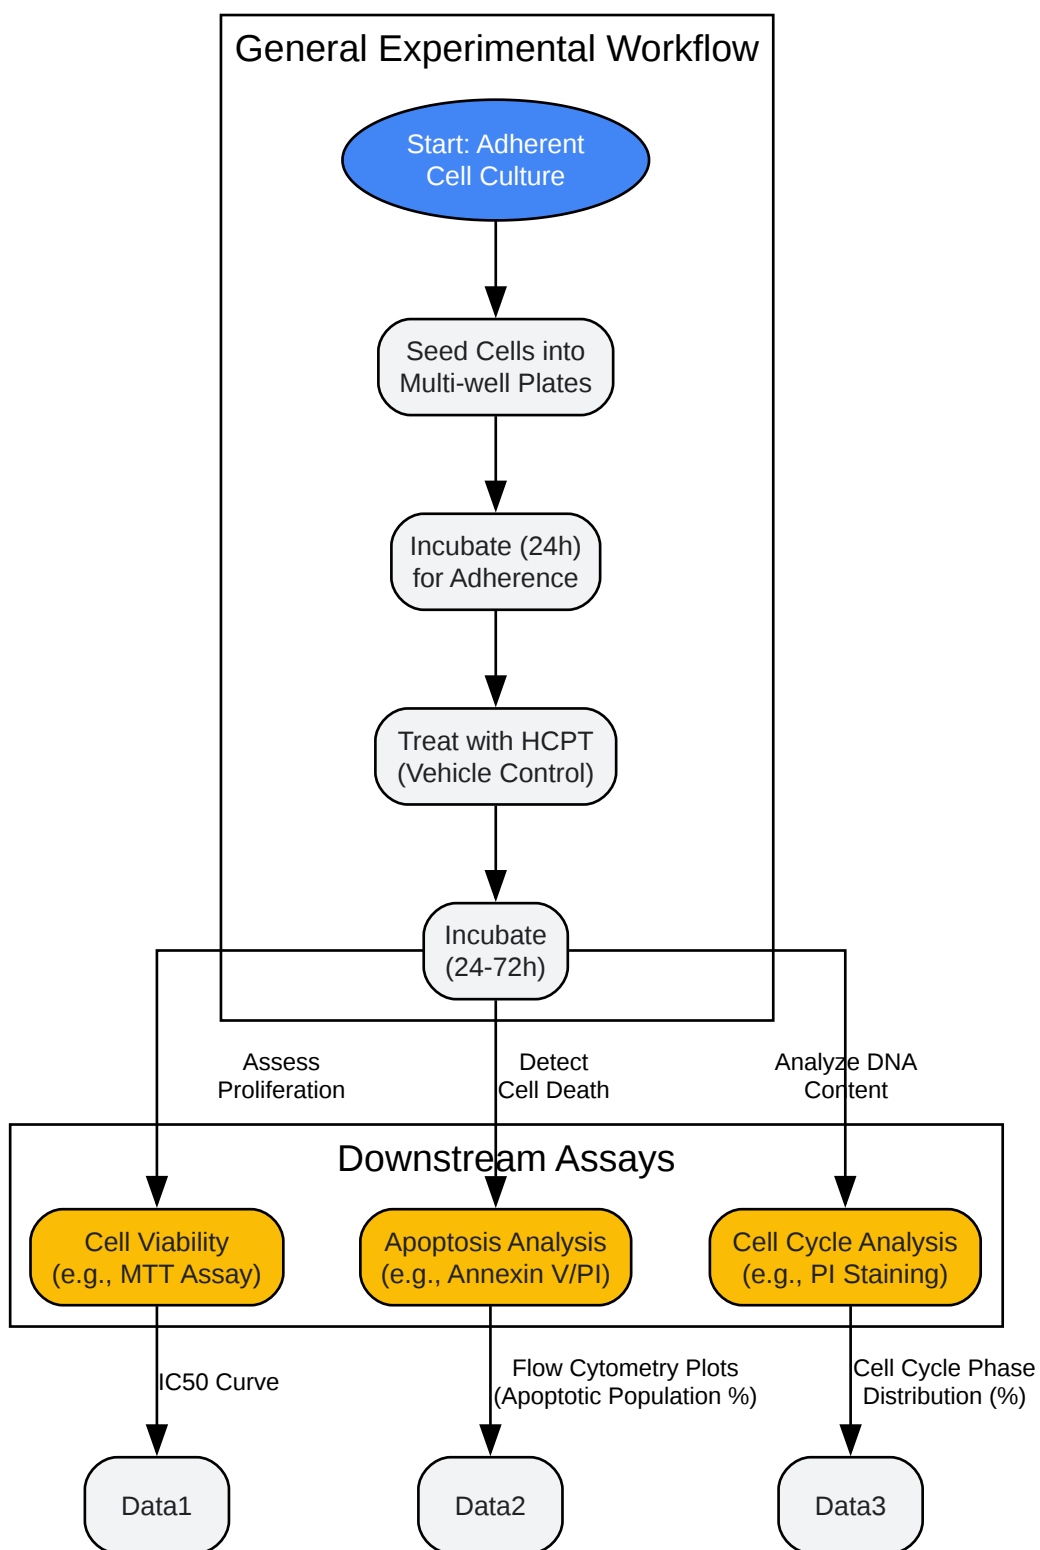 General Experimental Workflow
Start: Adherent
Cell Culture
Seed Cells into
Multi-well Plates
Incubate (24h)
for Adherence
Treat with HCPT
(Vehicle Control)
Incubate
(24-72h)
Assess
Proliferation
Detect
Cell Death
Analyze DNA
Content
Downstream Assays
Cell Viability
(e.g., MTT Assay)
Apoptosis Analysis
(e.g., Annexin V/PI)
Cell Cycle Analysis
(e.g., PI Staining)
IC50 Curve
Flow Cytometry Plots
(Apoptotic Population %)
Cell Cycle Phase
Distribution (%)
Data1
Data2
Data3